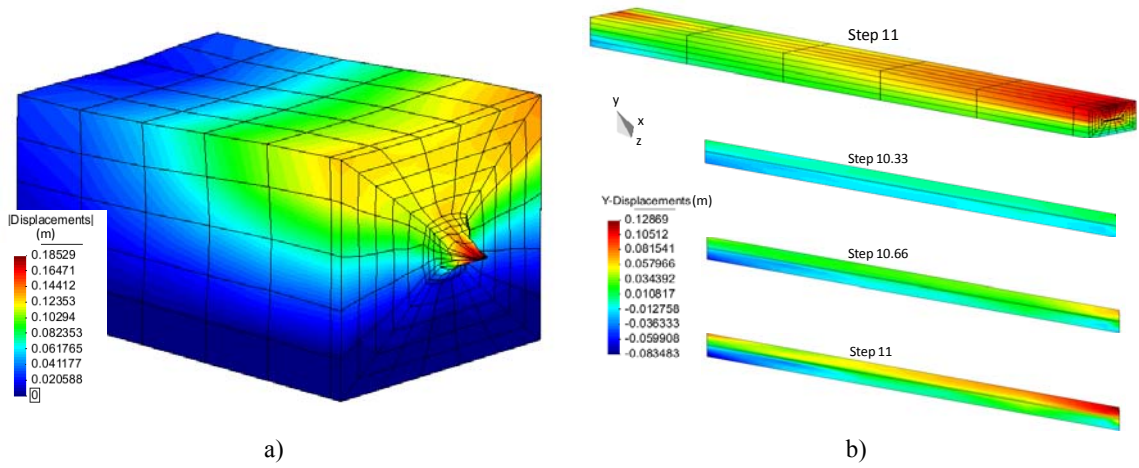 |Displacements|
(m)
0.18529
0.16471
0.14412
0.12353
0.10294
0.082353
0.061765
0.041177
0.020588
0
a)
Step 11
y
x
z
Step 10.33
Y-Displacements (m)
0.12869
0.10512
0.081541
0.057966
0.034392
0.010817
-0.012758
-0.036333
-0.059908
-0.083483
Step 10.66
Step 11
b)